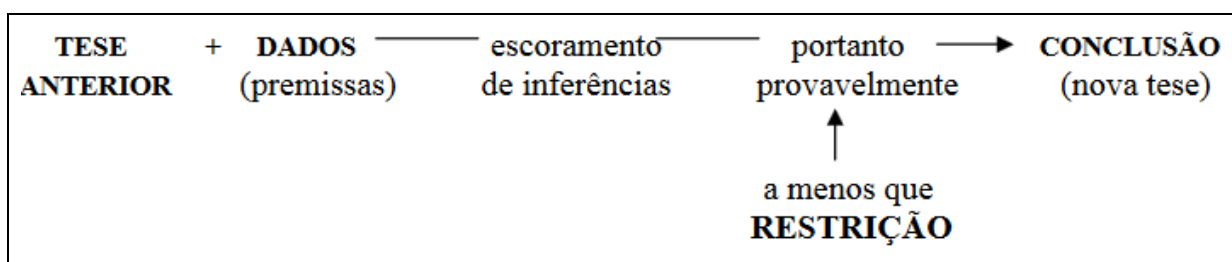 TESE + DADOS escoramento portanto CONCLUSÃO
ANTERIOR (premissas) de inferências provavelmente (nova tese)
a menos que
RESTRIÇÃO